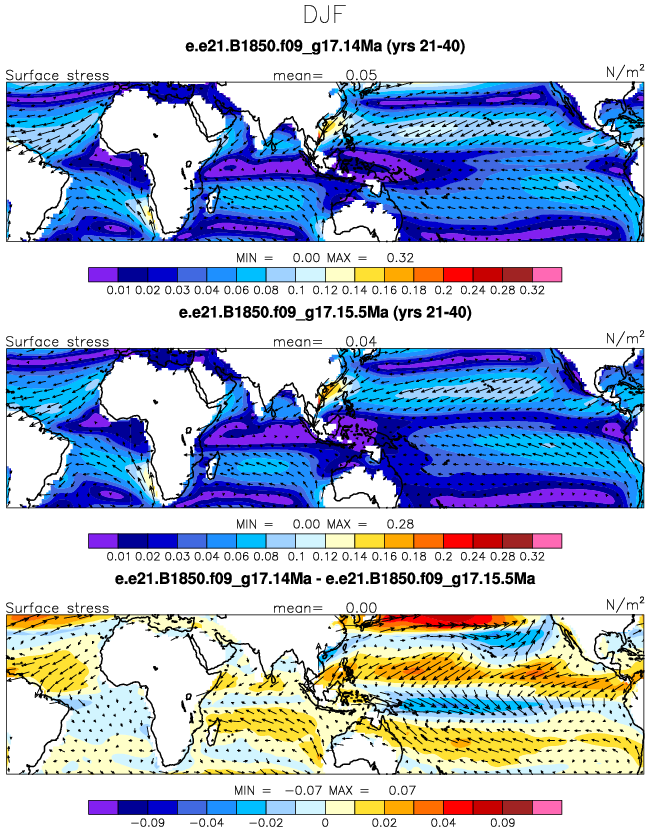 DJF
e.e21.B1850.f09_g17.14Ma (yrs 21-40)
Surface stress mean= 0.05 N/m²
MIN = 0.00 MAX = 0.32
0.01 0.02 0.03 0.04 0.06 0.08 0.1 0.12 0.14 0.16 0.18 0.2 0.24 0.28 0.32
e.e21.B1850.f09_g17.15.5Ma (yrs 21-40)
Surface stress mean= 0.04 N/m²
MIN = 0.00 MAX = 0.28
0.01 0.02 0.03 0.04 0.06 0.08 0.1 0.12 0.14 0.16 0.18 0.2 0.24 0.28 0.32
e.e21.B1850.f09_g17.14Ma - e.e21.B1850.f09_g17.15.5Ma
Surface stress mean= 0.00 N/m²
MIN = -0.07 MAX = 0.07
-0.09 -0.04 -0.02 0 0.02 0.04 0.09